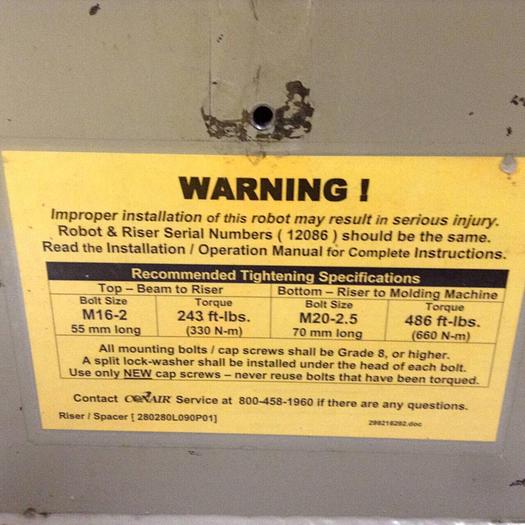 WARNING !
Improper installation of this robot may result in serious injury.
Robot & Riser Serial Numbers ( 12086 ) should be the same.
Read the Installation / Operation Manual for Complete Instructions.
Recommended Tightening Specifications
Top – Beam to Riser Bottom – Riser to Molding Machine
Bolt Size Torque Bolt Size Torque
M16-2 243 ft-lbs. M20-2.5 486 ft-lbs.
55 mm long (330 N-m) 70 mm long (660 N-m)
All mounting bolts / cap screws shall be Grade 8, or higher.
A split lock-washer shall be installed under the head of each bolt.
Use only NEW cap screws – never reuse bolts that have been torqued.
Contact CONAIR Service at 800-458-1960 if there are any questions.
Riser / Spacer [ 280280L090P01]
298216202.doc